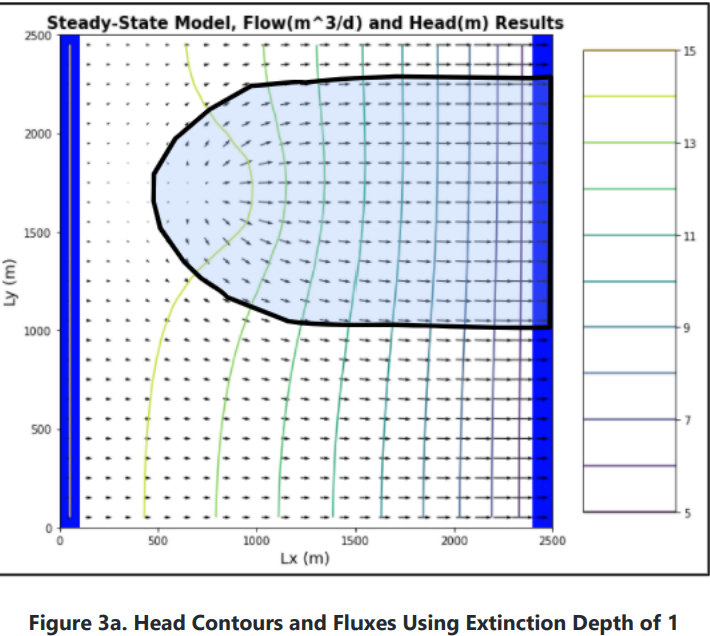 Steady-State Model, Flow(m^3/d) and Head(m) Results
2500
2000
1500
1000
500
0
Ly (m)
0 500 1000 1500 2000 2500
Lx (m)
15
13
11
9
7
5
Figure 3a. Head Contours and Fluxes Using Extinction Depth of 1